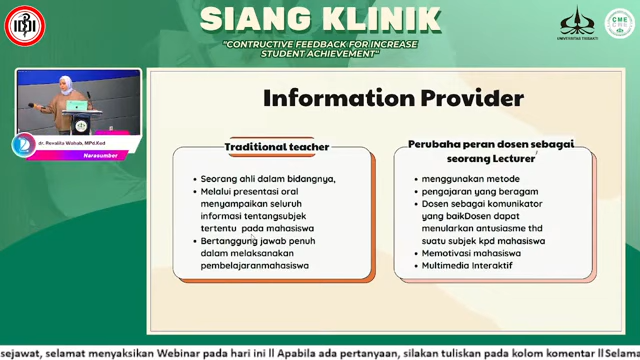 SIANG KLINIK
"CONTRUCTIVE FEEDBACK FOR INCREASE
STUDENT ACHIEVEMENT"
UNIVERSITAS TRISAKTI
CME
Information Provider
dr. Revalita Wahab, MPd.Ked
Narasumber
Traditional teacher
Seorang ahli dalam bidangnya,
Melalui presentasi oral
menyampaikan seluruh
informasi tentangsubjek
tertentu pada mahasiswa
Bertanggung jawab penuh
dalam melaksanakan
pembelajaranmahasiswa
Perubaha peran dosen sebagai
seorang Lecturer
menggunakan metode
pengajaran yang beragam
Dosen sebagai komunikator
yang baikDosen dapat
menularkan antusiasme thd
suatu subjek kpd mahasiswa
Memotivasi mahasiswa
Multimedia Interaktif
sejawat, selamat menyaksikan Webinar pada hari ini || Apabila ada pertanyaan, silakan tuliskan pada kolom komentar || Selama